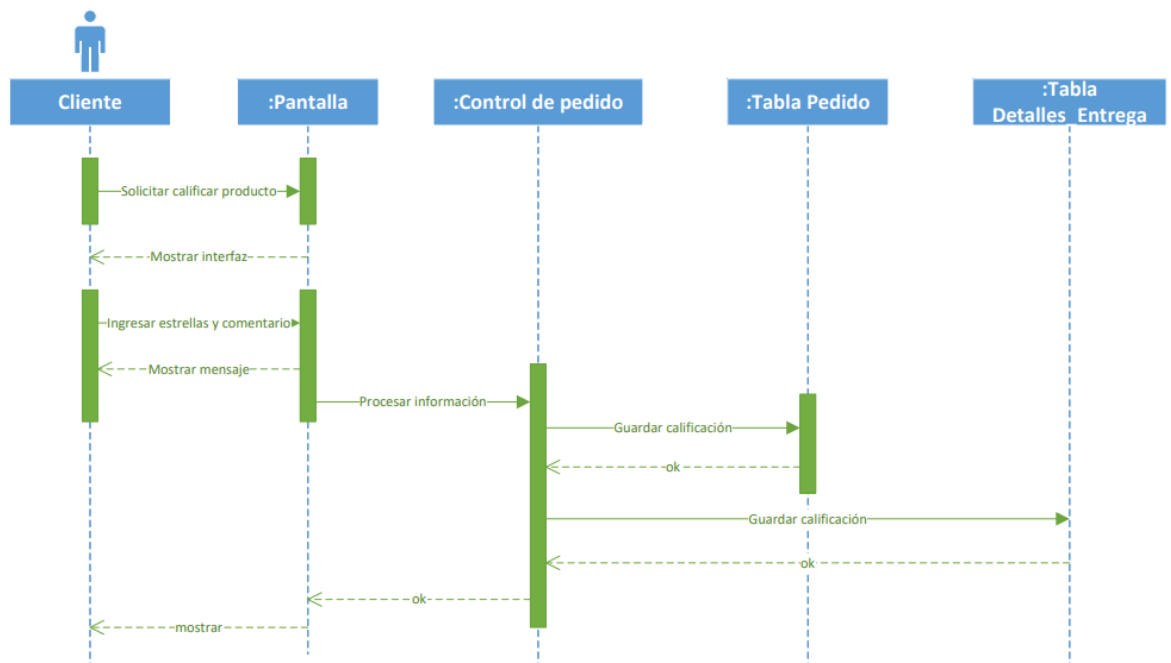 Cliente
:Pantalla
:Control de pedido
:Tabla Pedido
:Tabla
Detalles_Entrega
Solicitar calificar producto
Mostrar interfaz
Ingresar estrellas y comentario
Mostrar mensaje
Procesar información
Guardar calificación
ok
Guardar calificación
ok
ok
mostrar